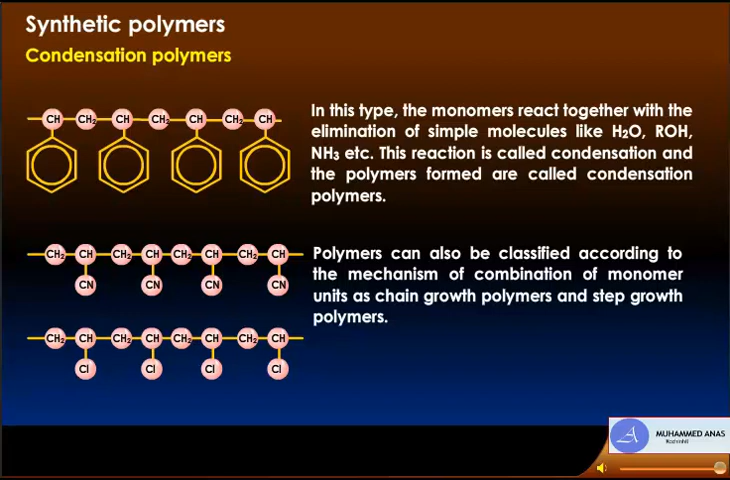 Synthetic polymers
Condensation polymers
CH CH₂ CH CH₂ CH CH₂ CH
In this type, the monomers react together with the
elimination of simple molecules like H₂O, ROH,
NH₃ etc. This reaction is called condensation and
the polymers formed are called condensation
polymers.
CH₂ CH CH₂ CH CH₂ CH CH₂ CH
CN CN CN CN
Polymers can also be classified according to
the mechanism of combination of monomer
units as chain growth polymers and step growth
polymers.
CH₂ CH CH₂ CH CH₂ CH CH₂ CH
Cl Cl Cl Cl
A MUHAMMED ANAS